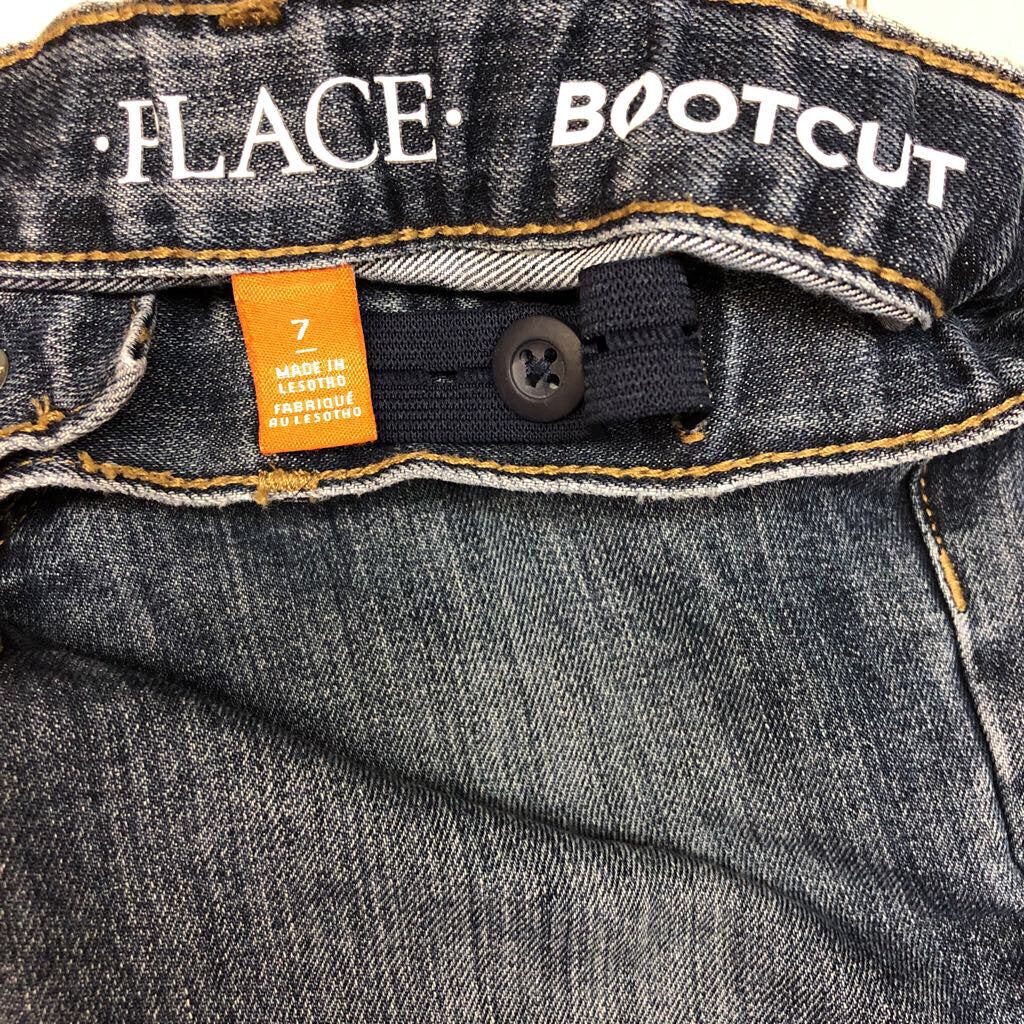 ·PLACE· BOOTCUT
7
MADE IN
LESOTHO
FABRIQUÉ
AU LESOTHO